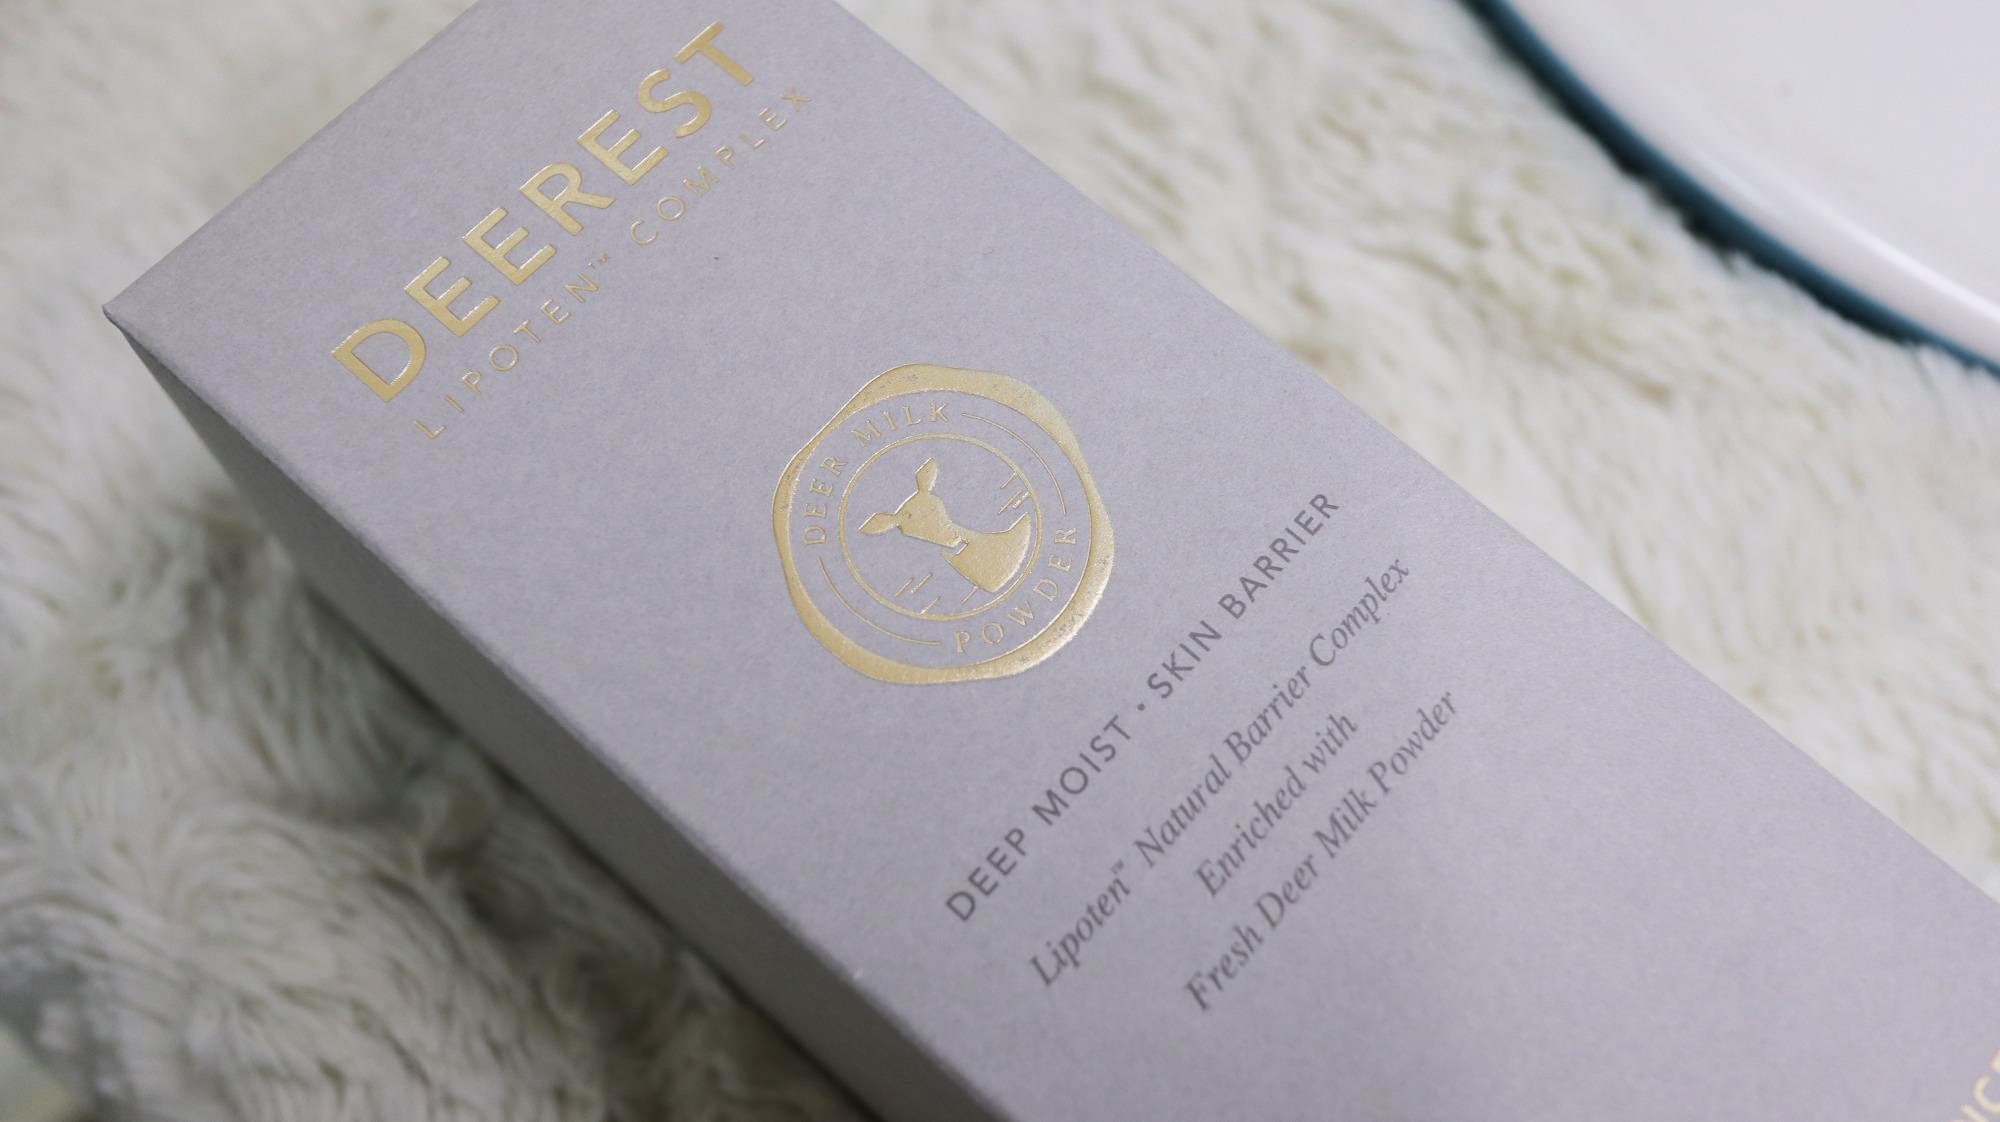 DEEREST
LIPOTEN™ COMPLEX
DEER MILK
POWDER
DEEP MOIST • SKIN BARRIER
Lipoten™ Natural Barrier Complex
Enriched with
Fresh Deer Milk Powder